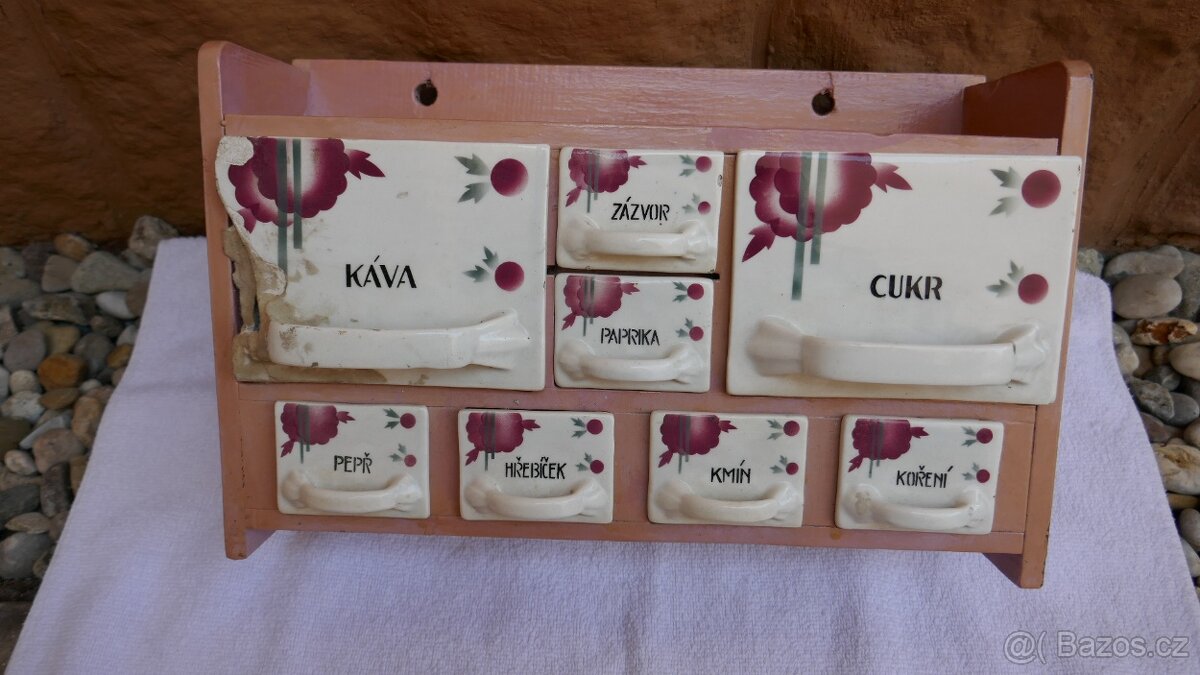 KÁVA
ZÁZVOR
PAPRIKA
CUKR
PEPŘ
HŘEBÍČEK
KMÍN
KOŘENÍ
@( Bazos.cz